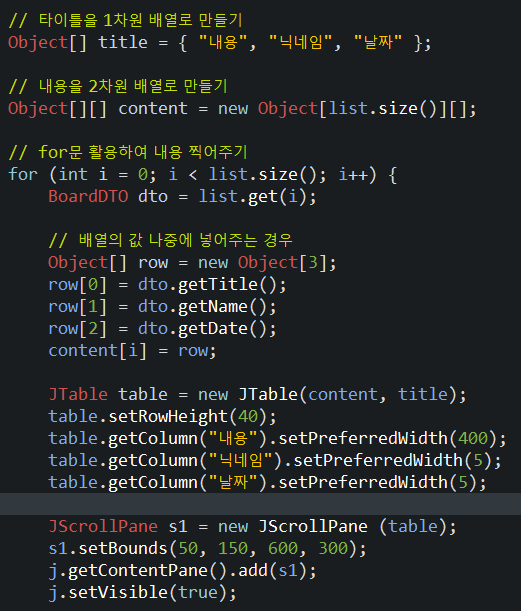 // 타이틀을 1차원 배열로 만들기
Object[] title = { "내용", "닉네임", "날짜" };
// 내용을 2차원 배열로 만들기
Object[][] content = new Object[list.size()][];
// for문 활용하여 내용 찍어주기
for (int i = 0; i < list.size(); i++) {
BoardDTO dto = list.get(i);
// 배열의 값 나중에 넣어주는 경우
Object[] row = new Object[3];
row[0] = dto.getTitle();
row[1] = dto.getName();
row[2] = dto.getDate();
content[i] = row;
JTable table = new JTable(content, title);
table.setRowHeight(40);
table.getColumn("내용").setPreferredWidth(400);
table.getColumn("닉네임").setPreferredWidth(5);
table.getColumn("날짜").setPreferredWidth(5);
JScrollPane s1 = new JScrollPane (table);
s1.setBounds(50, 150, 600, 300);
j.getContentPane().add(s1);
j.setVisible(true);